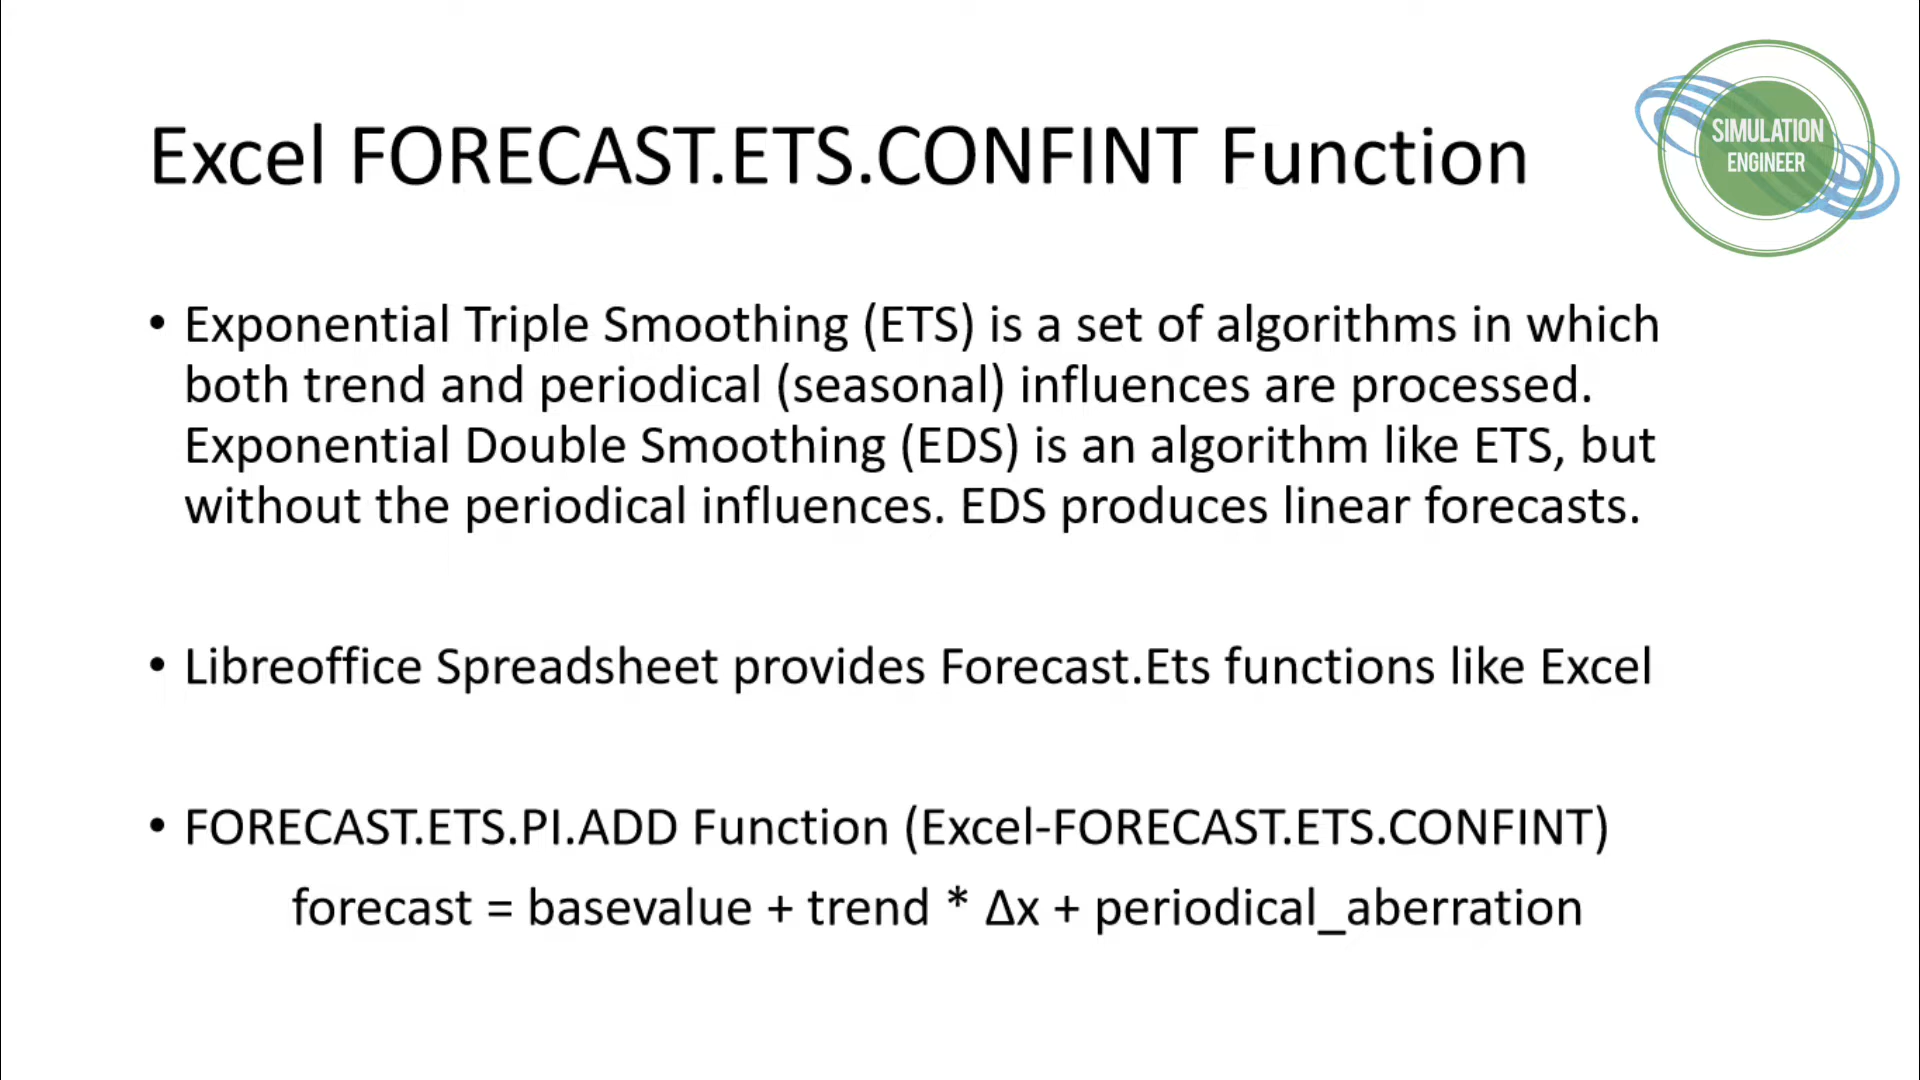 Excel FORECAST.ETS.CONFINT Function
SIMULATION
ENGINEER
• Exponential Triple Smoothing (ETS) is a set of algorithms in which
both trend and periodical (seasonal) influences are processed.
Exponential Double Smoothing (EDS) is an algorithm like ETS, but
without the periodical influences. EDS produces linear forecasts.
• Libreoffice Spreadsheet provides Forecast.Ets functions like Excel
• FORECAST.ETS.PI.ADD Function (Excel-FORECAST.ETS.CONFINT)
forecast = basevalue + trend * Δx + periodical_aberration